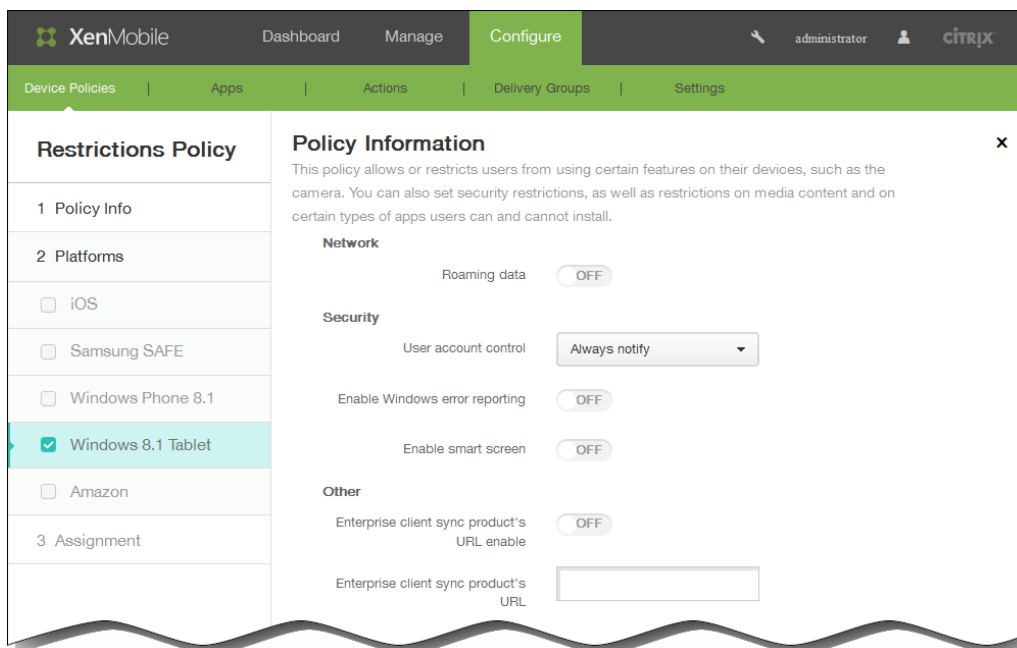 XenMobile
Dashboard
Manage
Configure
administrator
CİTRIX
Device Policies | Apps | Actions | Delivery Groups | Settings
Restrictions Policy
1 Policy Info
2 Platforms
iOS
Samsung SAFE
Windows Phone 8.1
Windows 8.1 Tablet
Amazon
3 Assignment
Policy Information
This policy allows or restricts users from using certain features on their devices, such as the
camera. You can also set security restrictions, as well as restrictions on media content and on
certain types of apps users can and cannot install.
Network
Roaming data
OFF
Security
User account control
Always notify
Enable Windows error reporting
OFF
Enable smart screen
OFF
Other
Enterprise client sync product's
URL enable
OFF
Enterprise client sync product's
URL